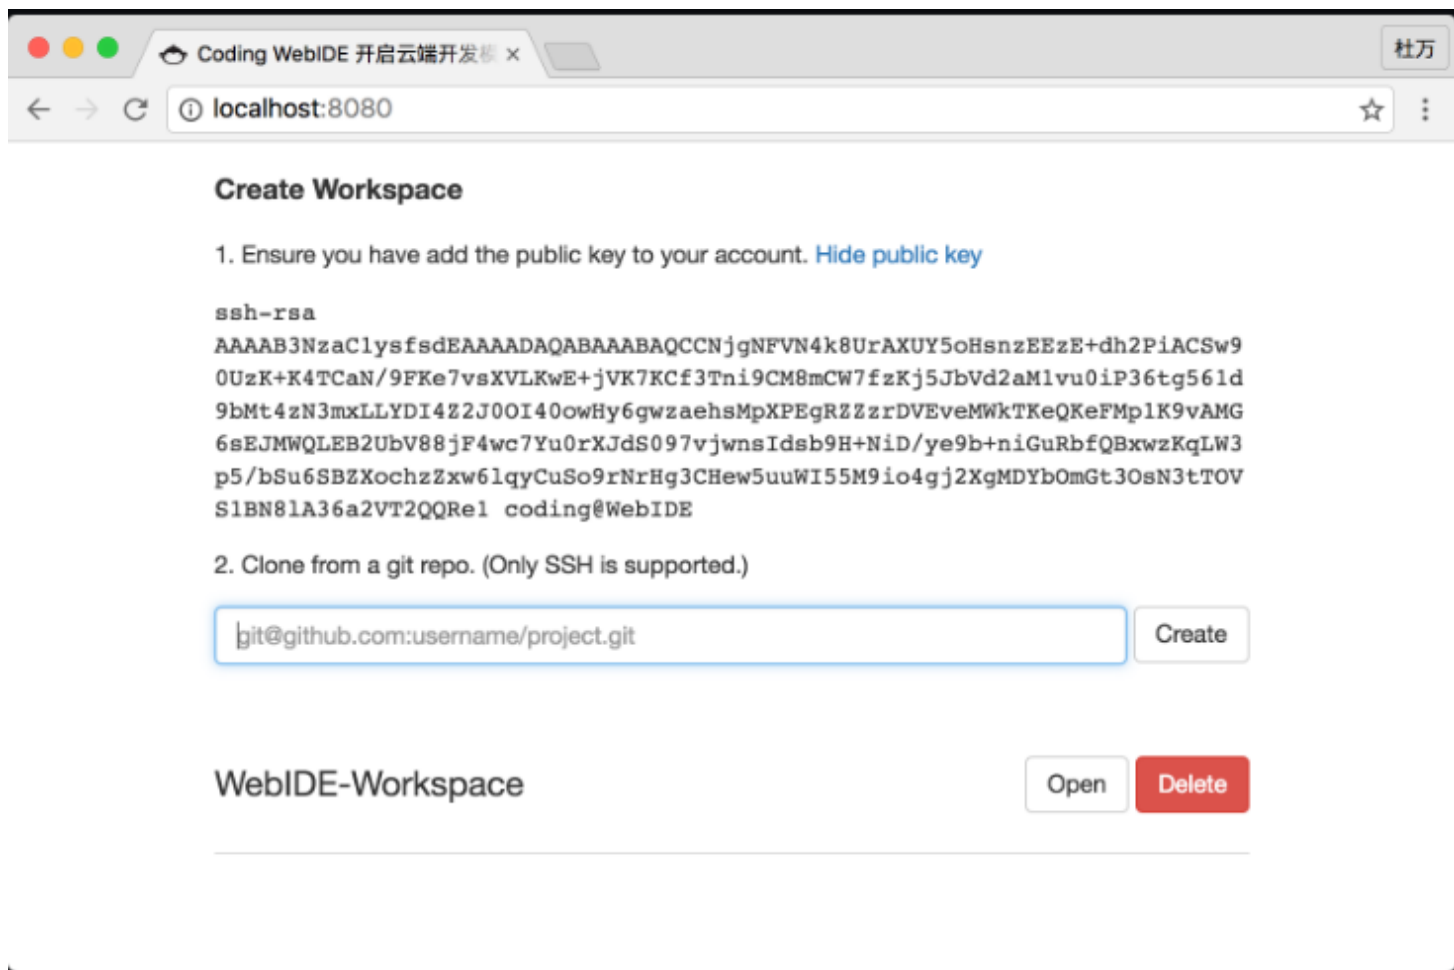 Coding WebIDE 开启云端开发模
杜万
localhost:8080
Create Workspace
1. Ensure you have add the public key to your account. Hide public key
ssh-rsa
AAAAB3NzaC1ysfsdEAAAADAQABAAABAQCCNjgNFVN4k8UrAXUY5oHsnzEEzE+dh2PiACSw9
0UzK+K4TCaN/9FKe7vsXVLKwE+jVK7KCf3Tni9CM8mCW7fzKj5JbVd2aM1vu0iP36tg561d
9bMt4zN3mxLLYDI4Z2J0OI40owHy6gwzaehsMpXPEgRZZzrDVEveMWkTKeQKeFMp1K9vAMG
6sEJMWQLEB2UbV88jF4wc7Yu0rXJdS097vjwnsIdsb9H+NiD/ye9b+niGuRbfQBxwzKqLW3
p5/bSu6SBZXochzZxw6lqyCuSo9rNrHg3CHew5uuWI55M9io4gj2XgMDYbOmGt3OsN3tTOV
S1BN8lA36a2VT2QQRe1 coding@WebIDE
2. Clone from a git repo. (Only SSH is supported.)
git@github.com:username/project.git
Create
WebIDE-Workspace
Open
Delete